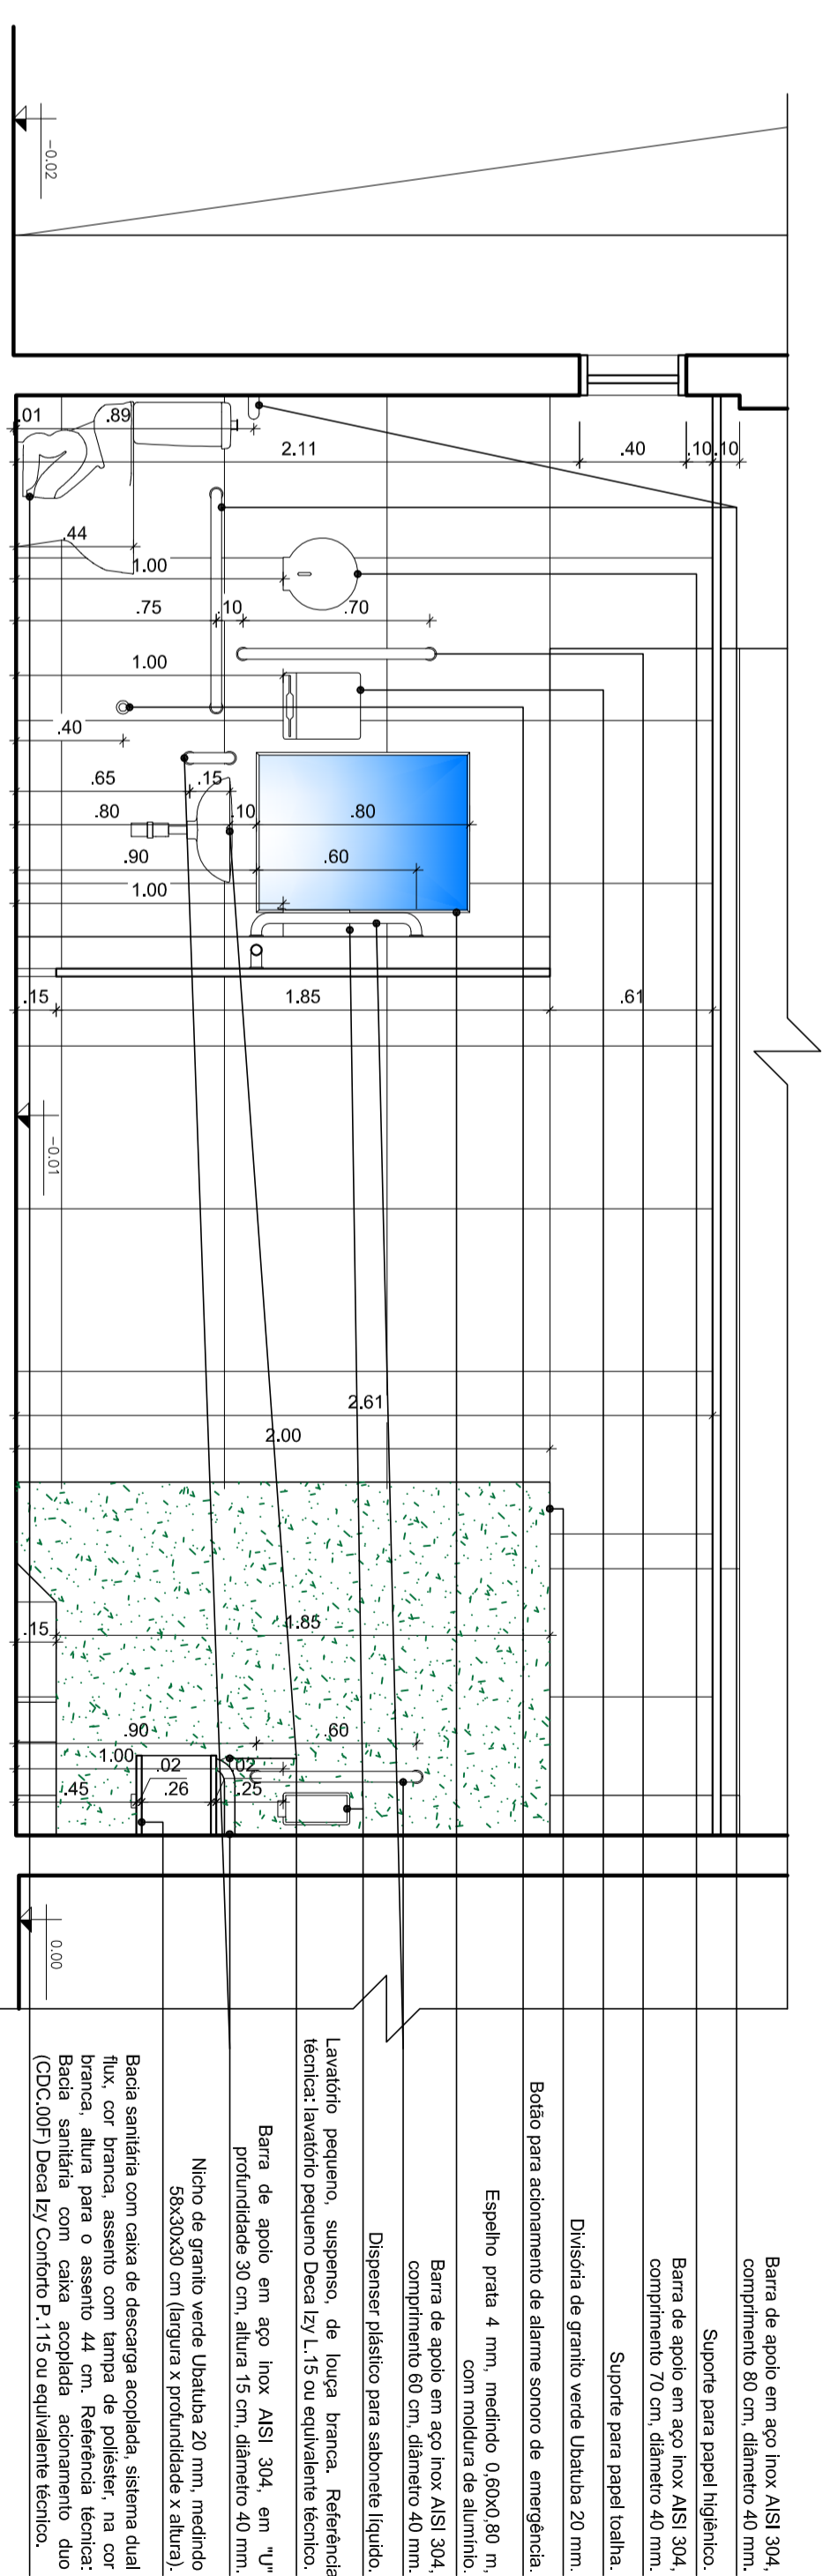 Barra de apoio em aço inox AISI 304,
comprimento 80 cm, diâmetro 40 mm.
Suporte para papel higiênico.
Barra de apoio em aço inox AISI 304,
comprimento 70 cm, diâmetro 40 mm.
Suporte para papel toalha.
Divisória de granito verde Ubatuba 20 mm.
Botão para acionamento de alarme sonoro de emergência.
Espelho prata 4 mm, medindo 0,60x0,80 m,
com moldura de alumínio.
Barra de apoio em aço inox AISI 304,
comprimento 60 cm, diâmetro 40 mm.
Dispenser plástico para sabonete líquido.
Lavatório pequeno, suspenso, de louça branca. Referência
técnica: lavatório pequeno Deca Izy L.15 ou equivalente técnico.
Barra de apoio em aço inox AISI 304, em "U"
profundidade 30 cm, altura 15 cm, diâmetro 40 mm.
Nicho de granito verde Ubatuba 20 mm, medindo
58x30x30 cm (largura x profundidade x altura).
Bacia sanitária com caixa de descarga acoplada, sistema dual
flux, cor branca, assento com tampa de poliéster, na cor
branca, altura para o assento 44 cm. Referência técnica:
Bacia sanitária com caixa acoplada acionamento duo
(CDC.00F) Deca Izy Conforto P.115 ou equivalente técnico.
-0.02
.01
.89
2.11
.40
.10
.10
.44
1.00
.75
.10
.70
1.00
.40
.65
.15
.80
.10
.80
.90
.60
1.00
.15
1.85
.61
-0.01
2.61
2.00
1.85
.15
.90
.60
1.00
.02
.02
.45
.26
.25
0.00